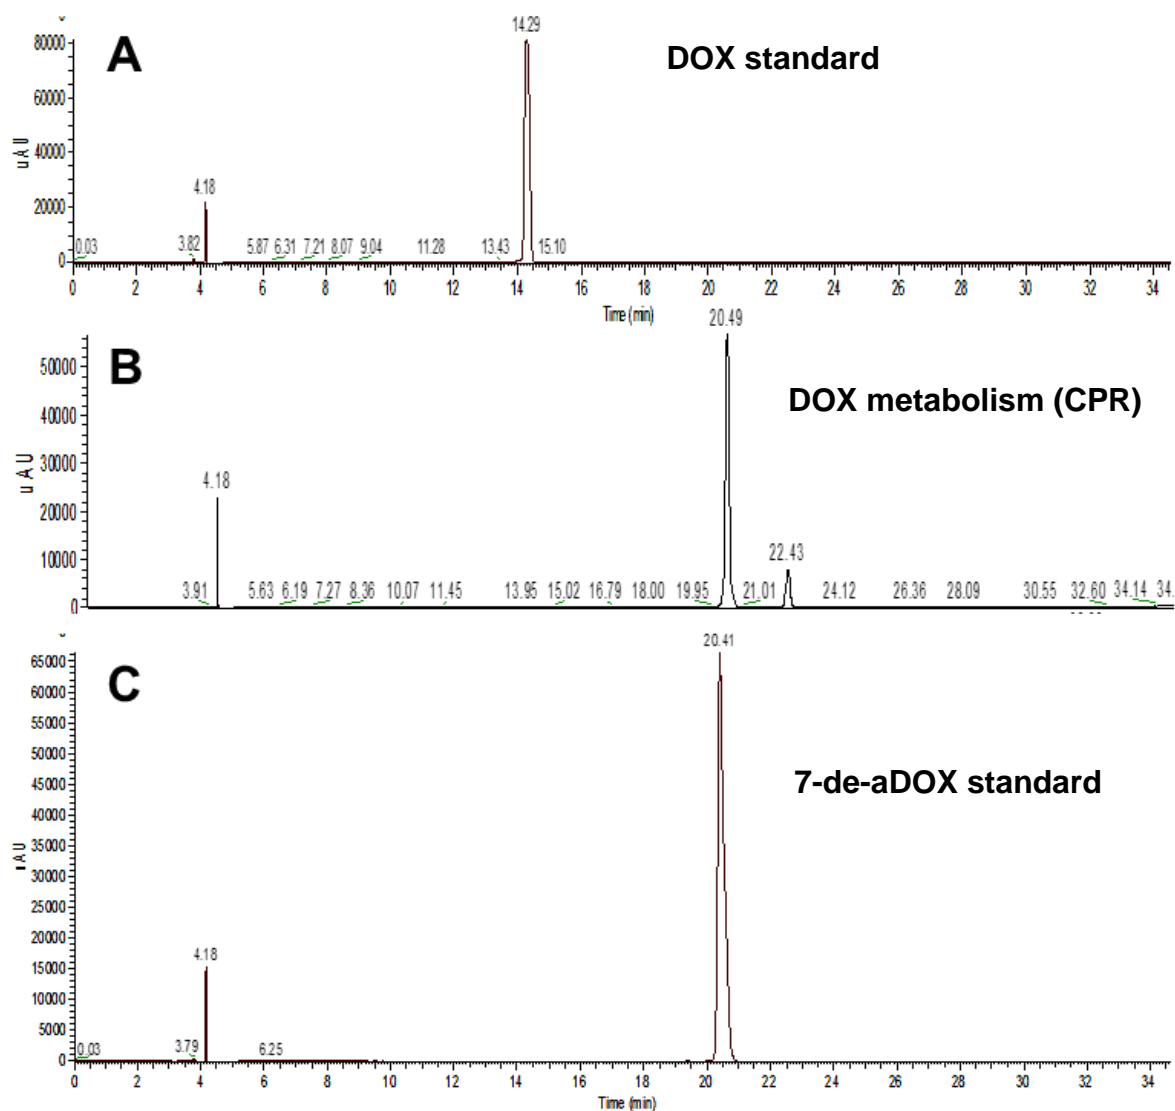 14.29
80000
A
DOX standard
60000
uAU
40000
4.18
20000
0.03 3.82 5.87 6.31 7.21 8.07 9.04 11.28 13.43 15.10
0
0 2 4 6 8 10 12 14 16 18 20 22 24 26 28 30 32 34
Time (min)
20.49
50000
B
DOX metabolism (CPR)
40000
uAU
30000
4.18
20000
22.43
10000
3.91 5.63 6.19 7.27 8.36 10.07 11.45 13.95 15.02 16.79 18.00 19.95 21.01 24.12 26.36 28.09 30.55 32.60 34.14 34.
0
20.41
65000
C
60000
55000
50000
7-de-aDOX standard
45000
40000
35000
30000
AU
25000
20000
4.18
15000
10000
5000
0.03 3.79 6.25
0
0 2 4 6 8 10 12 14 16 18 20 22 24 26 28 30 32 34
Time (min)